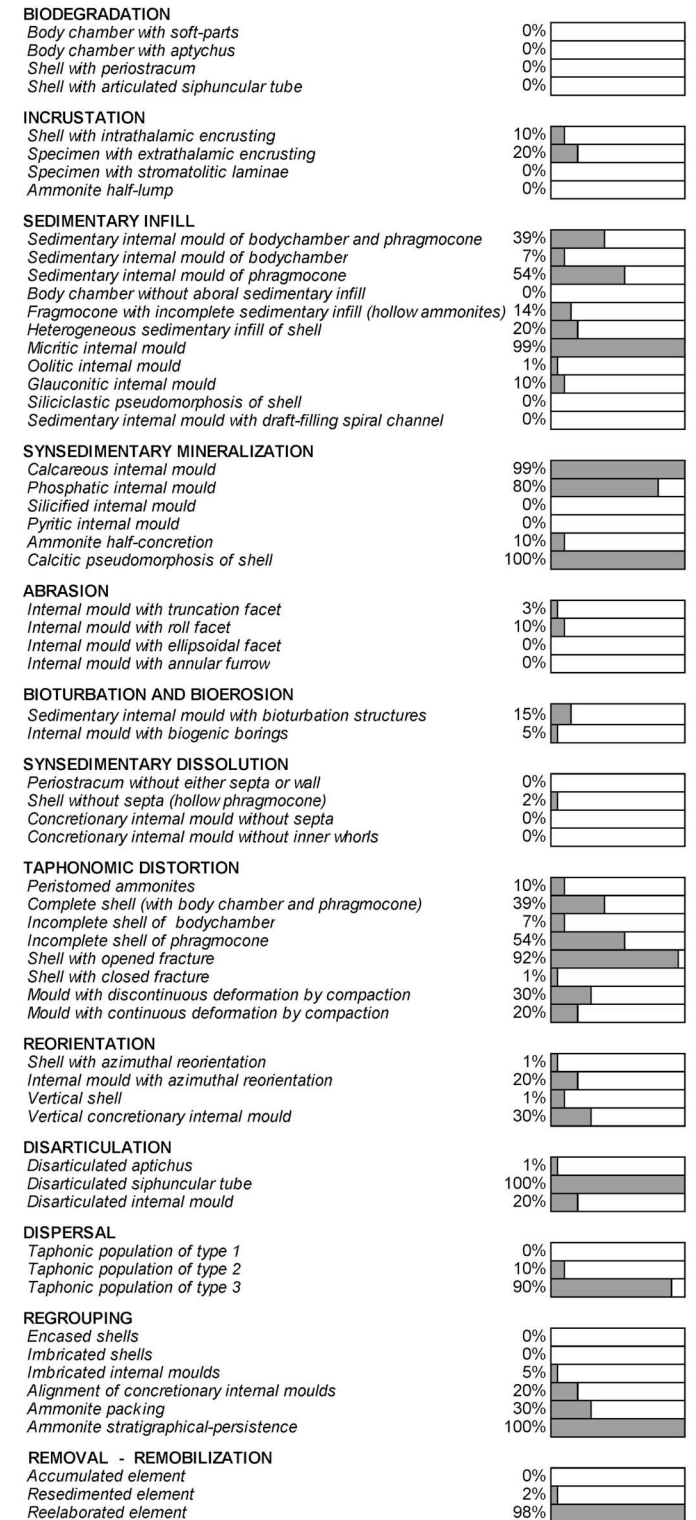 BIODEGRADATION
Body chamber with soft-parts 0%
Body chamber with aptychus 0%
Shell with periostracum 0%
Shell with articulated siphuncular tube 0%
INCRUSTATION
Shell with intrathalamic encrusting 10%
Specimen with extrathalamic encrusting 20%
Specimen with stromatolitic laminae 0%
Ammonite half-lump 0%
SEDIMENTARY INFILL
Sedimentary internal mould of bodychamber and phragmocone 39%
Sedimentary internal mould of bodychamber 7%
Sedimentary internal mould of phragmocone 54%
Body chamber without aboral sedimentary infill 0%
Fragmocone with incomplete sedimentary infill (hollow ammonites) 14%
Heterogeneous sedimentary infill of shell 20%
Micritic internal mould 99%
Oolitic internal mould 1%
Glauconitic internal mould 10%
Siliciclastic pseudomorphosis of shell 0%
Sedimentary internal mould with draft-filling spiral channel 0%
SYNSEDIMENTARY MINERALIZATION
Calcareous internal mould 99%
Phosphatic internal mould 80%
Silicified internal mould 0%
Pyritic internal mould 0%
Ammonite half-concretion 10%
Calcitic pseudomorphosis of shell 100%
ABRASION
Internal mould with truncation facet 3%
Internal mould with roll facet 10%
Internal mould with ellipsoidal facet 0%
Internal mould with annular furrow 0%
BIOTURBATION AND BIOEROSION
Sedimentary internal mould with bioturbation structures 15%
Internal mould with biogenic borings 5%
SYNSEDIMENTARY DISSOLUTION
Periostracum without either septa or wall 0%
Shell without septa (hollow phragmocone) 2%
Concretionary internal mould without septa 0%
Concretionary internal mould without inner whorls 0%
TAPHONOMIC DISTORTION
Peristomed ammonites 10%
Complete shell (with body chamber and phragmocone) 39%
Incomplete shell of bodychamber 7%
Incomplete shell of phragmocone 54%
Shell with opened fracture 92%
Shell with closed fracture 1%
Mould with discontinuous deformation by compaction 30%
Mould with continuous deformation by compaction 20%
REORIENTATION
Shell with azimuthal reorientation 1%
Internal mould with azimuthal reorientation 20%
Vertical shell 1%
Vertical concretionary internal mould 30%
DISARTICULATION
Disarticulated aptichus 1%
Disarticulated siphuncular tube 100%
Disarticulated internal mould 20%
DISPERSAL
Taphonic population of type 1 0%
Taphonic population of type 2 10%
Taphonic population of type 3 90%
REGROUPING
Encased shells 0%
Imbricated shells 0%
Imbricated internal moulds 5%
Alignment of concretionary internal moulds 20%
Ammonite packing 30%
Ammonite stratigraphical-persistence 100%
REMOVAL - REMOBILIZATION
Accumulated element 0%
Resedimented element 2%
Reelaborated element 98%